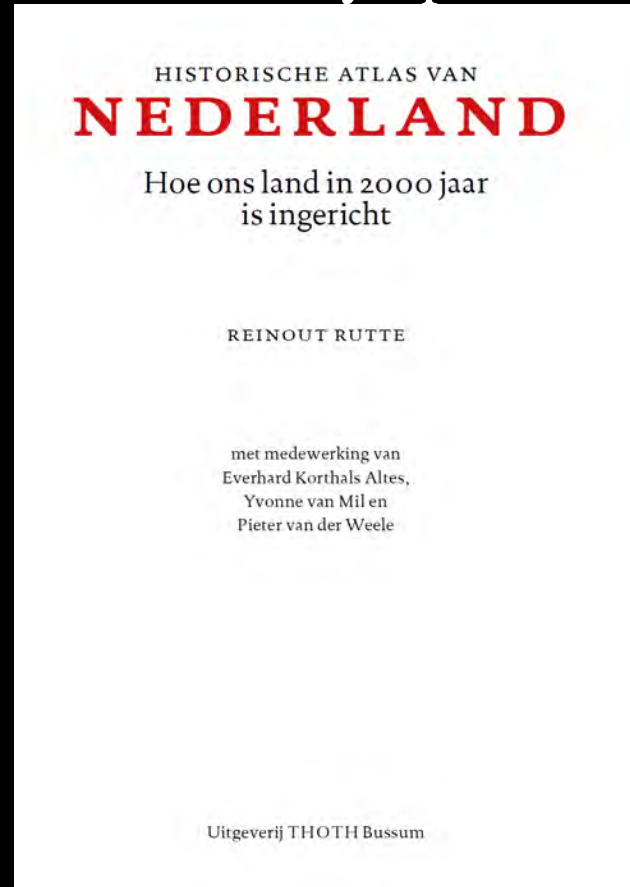 HISTORISCHE ATLAS VAN
NEDERLAND
Hoe ons land in 2000 jaar
is ingericht
REINOUT RUTTE
met medewerking van
Everhard Korthals Altes,
Yvonne van Mil en
Pieter van der Weele
Uitgeverij THOTH Bussum